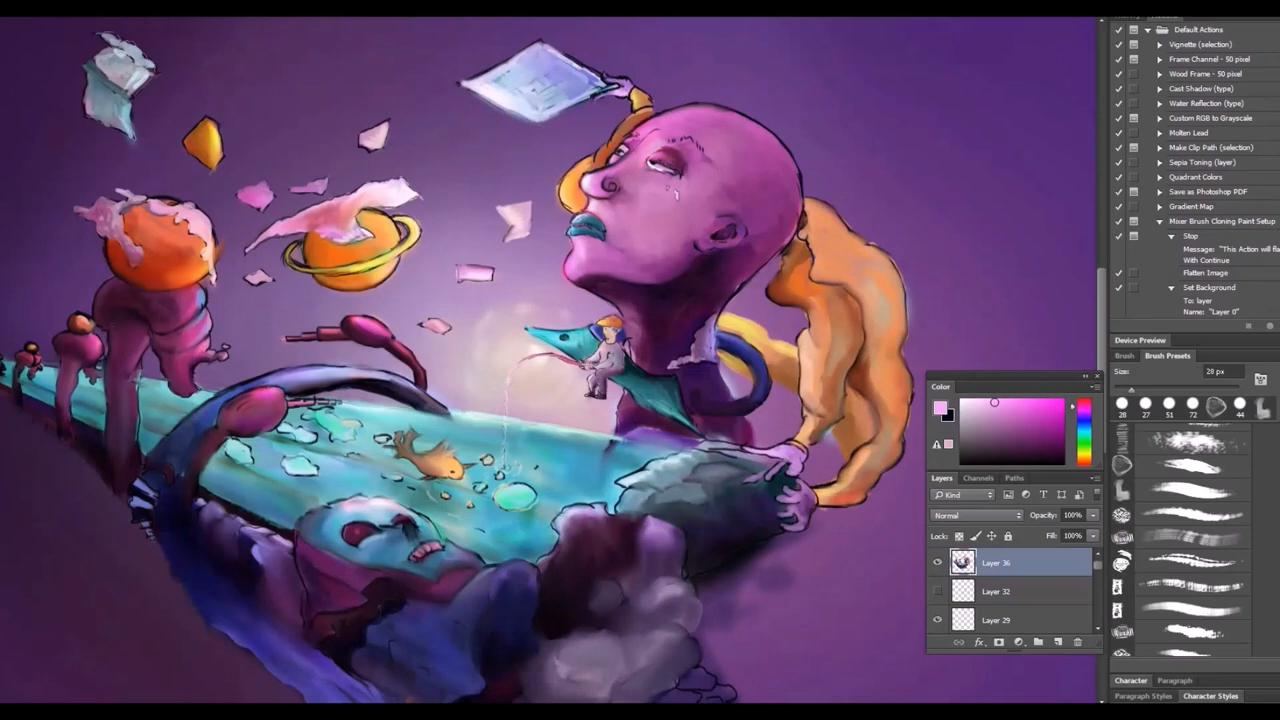 Default Actions
Vignette (selection)
Frame Channel - 50 pixel
Wood Frame - 50 pixel
Cast Shadow (type)
Water Reflection (type)
Custom RGB to Grayscale
Molten Lead
Make Clip Path (selection)
Sepia Toning (layer)
Quadrant Colors
Save as Photoshop PDF
Gradient Map
Mixer Brush Cloning Paint Setup
Stop
Message: "This Action will fla
With Continue
Flatten Image
Set Background
To: layer
Name: "Layer 0"
Device Preview
Brush Brush Presets
Size: 28 px
28 27 51 72 44
Color
Layers Channels Paths
Kind
Normal Opacity: 100%
Lock: Fill: 100%
Layer 36
Layer 32
Layer 29
Character Paragraph
Paragraph Styles Character Styles